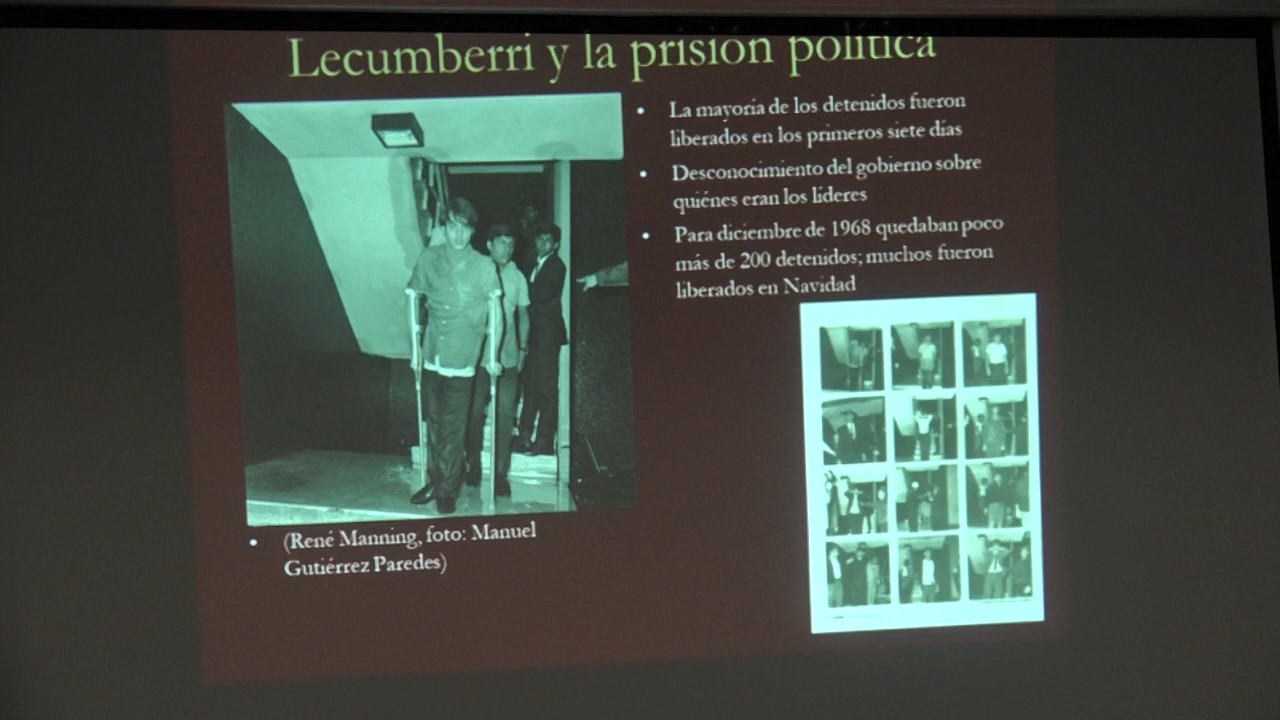 Lecumberri y la prisión política
• La mayoría de los detenidos fueron
liberados en los primeros siete días
• Desconocimiento del gobierno sobre
quiénes eran los líderes
• Para diciembre de 1968 quedaban poco
más de 200 detenidos; muchos fueron
liberados en Navidad
• (René Manning, foto: Manuel
Gutiérrez Paredes)